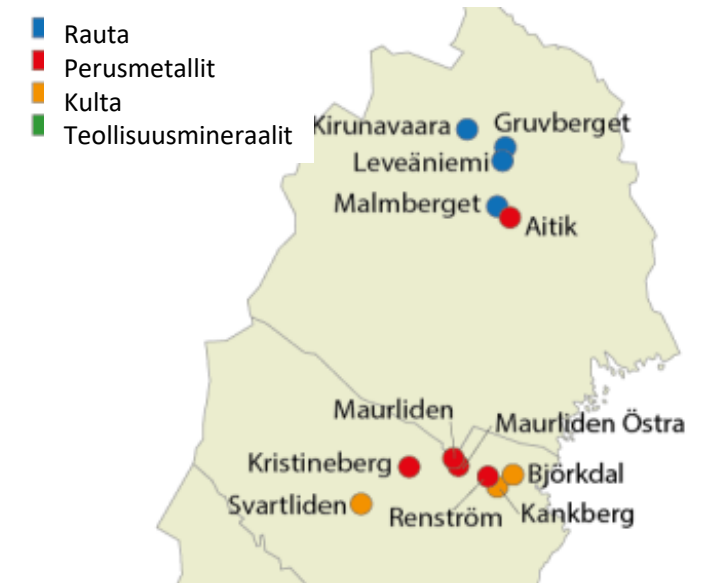 Rauta
Perusmetallit
Kulta
Teollisuusmineraalit
Kirunavaara
Gruvberget
Leveäniemi
Malmberget
Aitik
Maurliden
Maurliden Östra
Kristineberg
Björkdal
Svartliden
Renström
Kankberg